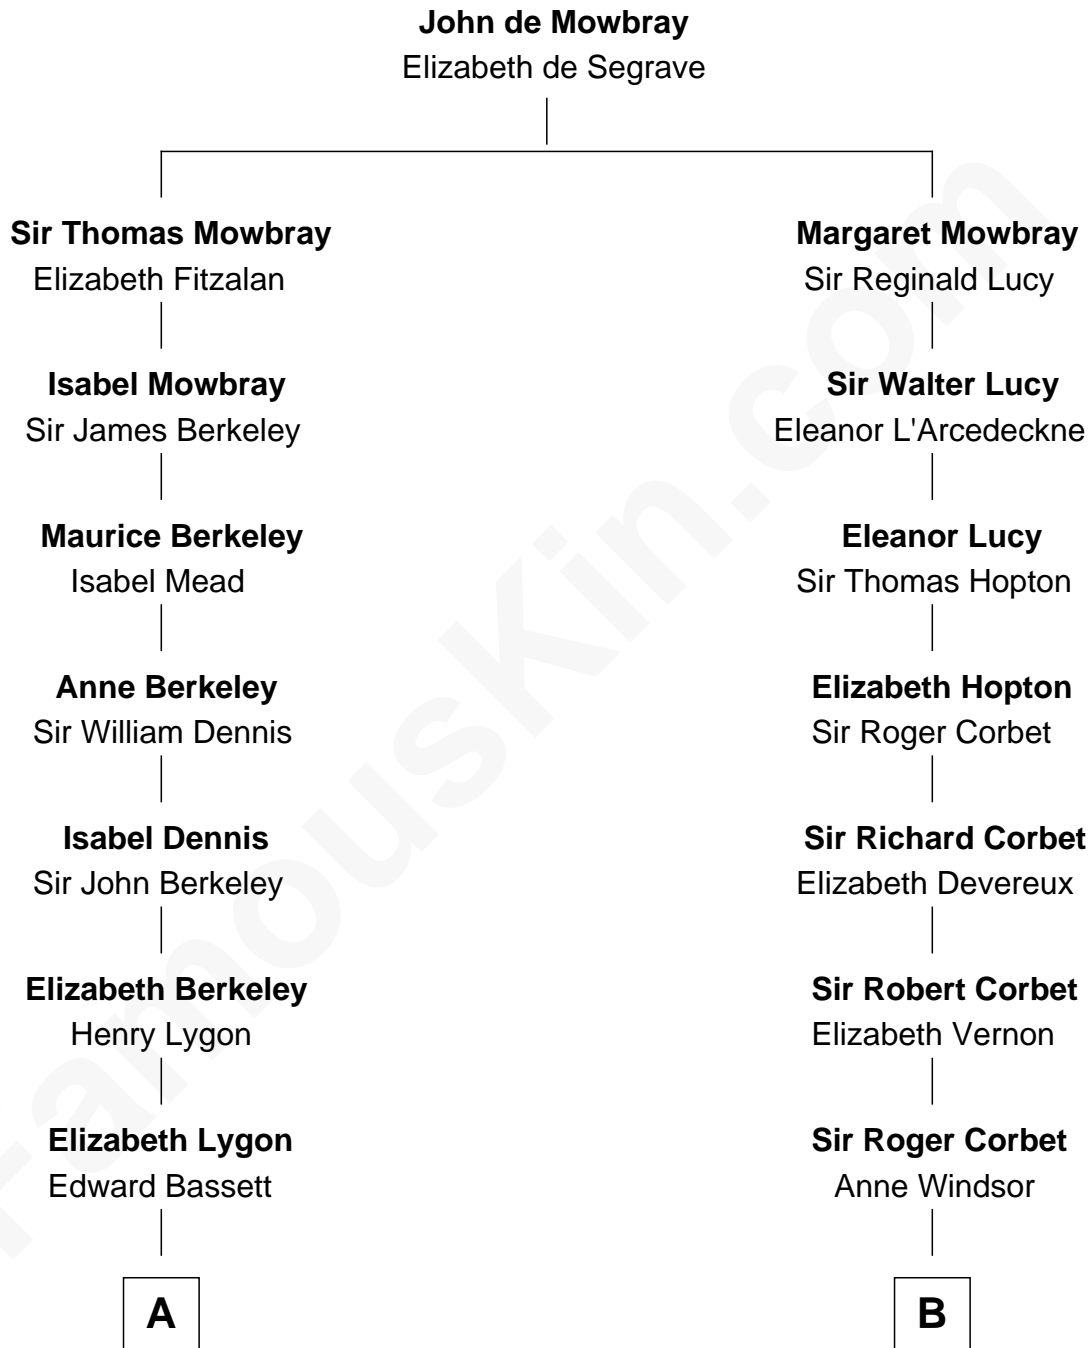 John de Mowbray
Elizabeth de Segrave
Sir Thomas Mowbray
Elizabeth Fitzalan
Isabel Mowbray
Sir James Berkeley
Maurice Berkeley
Isabel Mead
Anne Berkeley
Sir William Dennis
Isabel Dennis
Sir John Berkeley
Elizabeth Berkeley
Henry Lygon
Elizabeth Lygon
Edward Bassett
A
Margaret Mowbray
Sir Reginald Lucy
Sir Walter Lucy
Eleanor L'Arcedeckne
Eleanor Lucy
Sir Thomas Hopton
Elizabeth Hopton
Sir Roger Corbet
Sir Richard Corbet
Elizabeth Devereux
Sir Robert Corbet
Elizabeth Vernon
Sir Roger Corbet
Anne Windsor
B
FamousKin.com